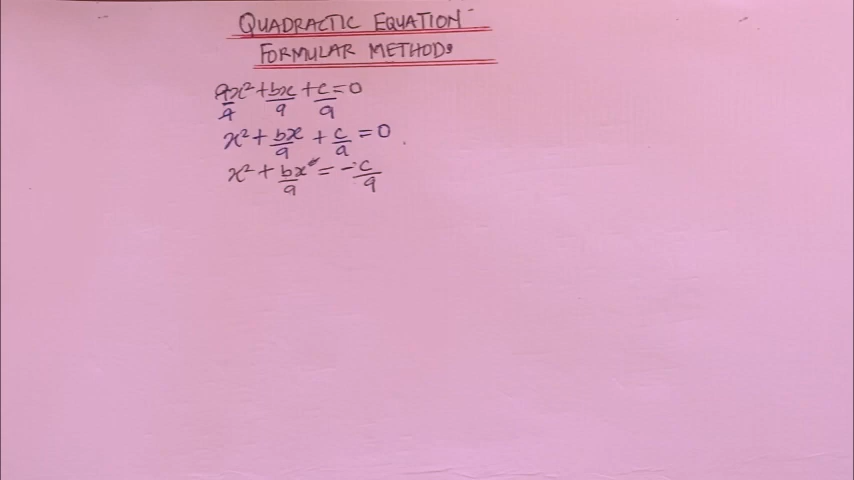 QUADRACTIC EQUATION
FORMULAR METHOD:
ax²/a + bx/a + c/a = 0
x² + bx/a + c/a = 0
x² + bx/a = -c/a